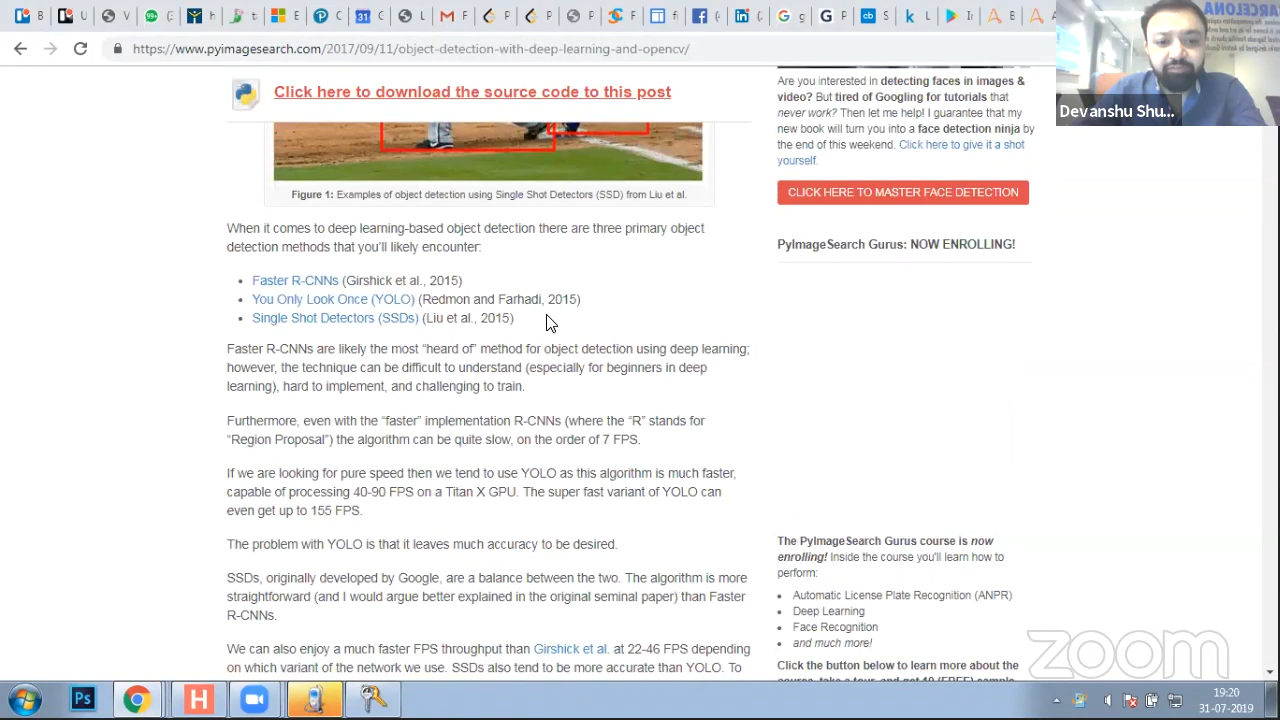 U
99+
h
C
31
C
L
F
F
g
G
cb
S
k
L
In
B
A
https://www.pyimagesearch.com/2017/09/11/object-detection-with-deep-learning-and-opencv/
BARCELONA
Devanshu Shu...
Click here to download the source code to this post
Figure 1: Examples of object detection using Single Shot Detectors (SSD) from Liu et al.
When it comes to deep learning-based object detection there are three primary object
detection methods that you'll likely encounter:
• Faster R-CNNs (Girshick et al., 2015)
• You Only Look Once (YOLO) (Redmon and Farhadi, 2015)
• Single Shot Detectors (SSDs) (Liu et al., 2015)
Faster R-CNNs are likely the most “heard of” method for object detection using deep learning;
however, the technique can be difficult to understand (especially for beginners in deep
learning), hard to implement, and challenging to train.
Furthermore, even with the “faster” implementation R-CNNs (where the “R” stands for
“Region Proposal”) the algorithm can be quite slow, on the order of 7 FPS.
If we are looking for pure speed then we tend to use YOLO as this algorithm is much faster,
capable of processing 40-90 FPS on a Titan X GPU. The super fast variant of YOLO can
even get up to 155 FPS.
The problem with YOLO is that it leaves much accuracy to be desired.
SSDs, originally developed by Google, are a balance between the two. The algorithm is more
straightforward (and I would argue better explained in the original seminal paper) than Faster
R-CNNs.
We can also enjoy a much faster FPS throughput than Girshick et al. at 22-46 FPS depending
on which variant of the network we use. SSDs also tend to be more accurate than YOLO. To
Are you interested in detecting faces in images &
video? But tired of Googling for tutorials that
never work? Then let me help! I guarantee that my
new book will turn you into a face detection ninja by
the end of this weekend. Click here to give it a shot
yourself.
CLICK HERE TO MASTER FACE DETECTION
PyImageSearch Gurus: NOW ENROLLING!
The PyImageSearch Gurus course is now
enrolling! Inside the course you'll learn how to
perform:
• Automatic License Plate Recognition (ANPR)
• Deep Learning
• Face Recognition
• and much more!
Click the button below to learn more about the
course, take a tour, and get 10 (FREE) sample
zoom
Ps
H
19:20
31-07-2019